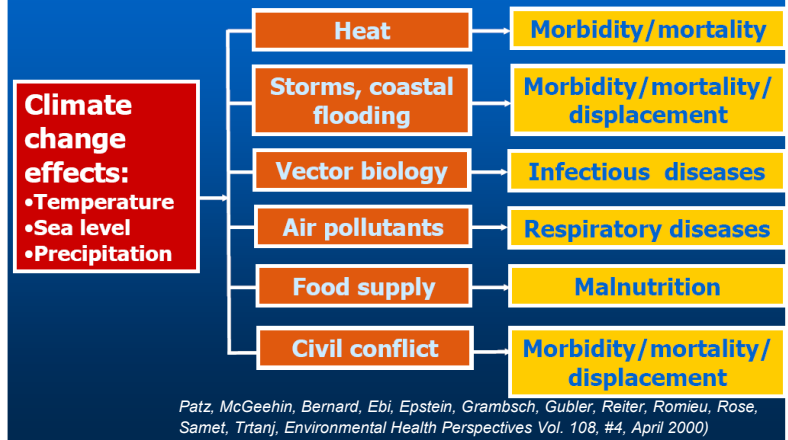 Heat
Morbidity/mortality
Climate
change
effects:
•Temperature
•Sea level
•Precipitation
Storms, coastal
flooding
Morbidity/mortality/
displacement
Vector biology
Infectious diseases
Air pollutants
Respiratory diseases
Food supply
Malnutrition
Civil conflict
Morbidity/mortality/
displacement
Patz, McGeehin, Bernard, Ebi, Epstein, Grambsch, Gubler, Reiter, Romieu, Rose,
Samet, Trtanj, Environmental Health Perspectives Vol. 108, #4, April 2000)